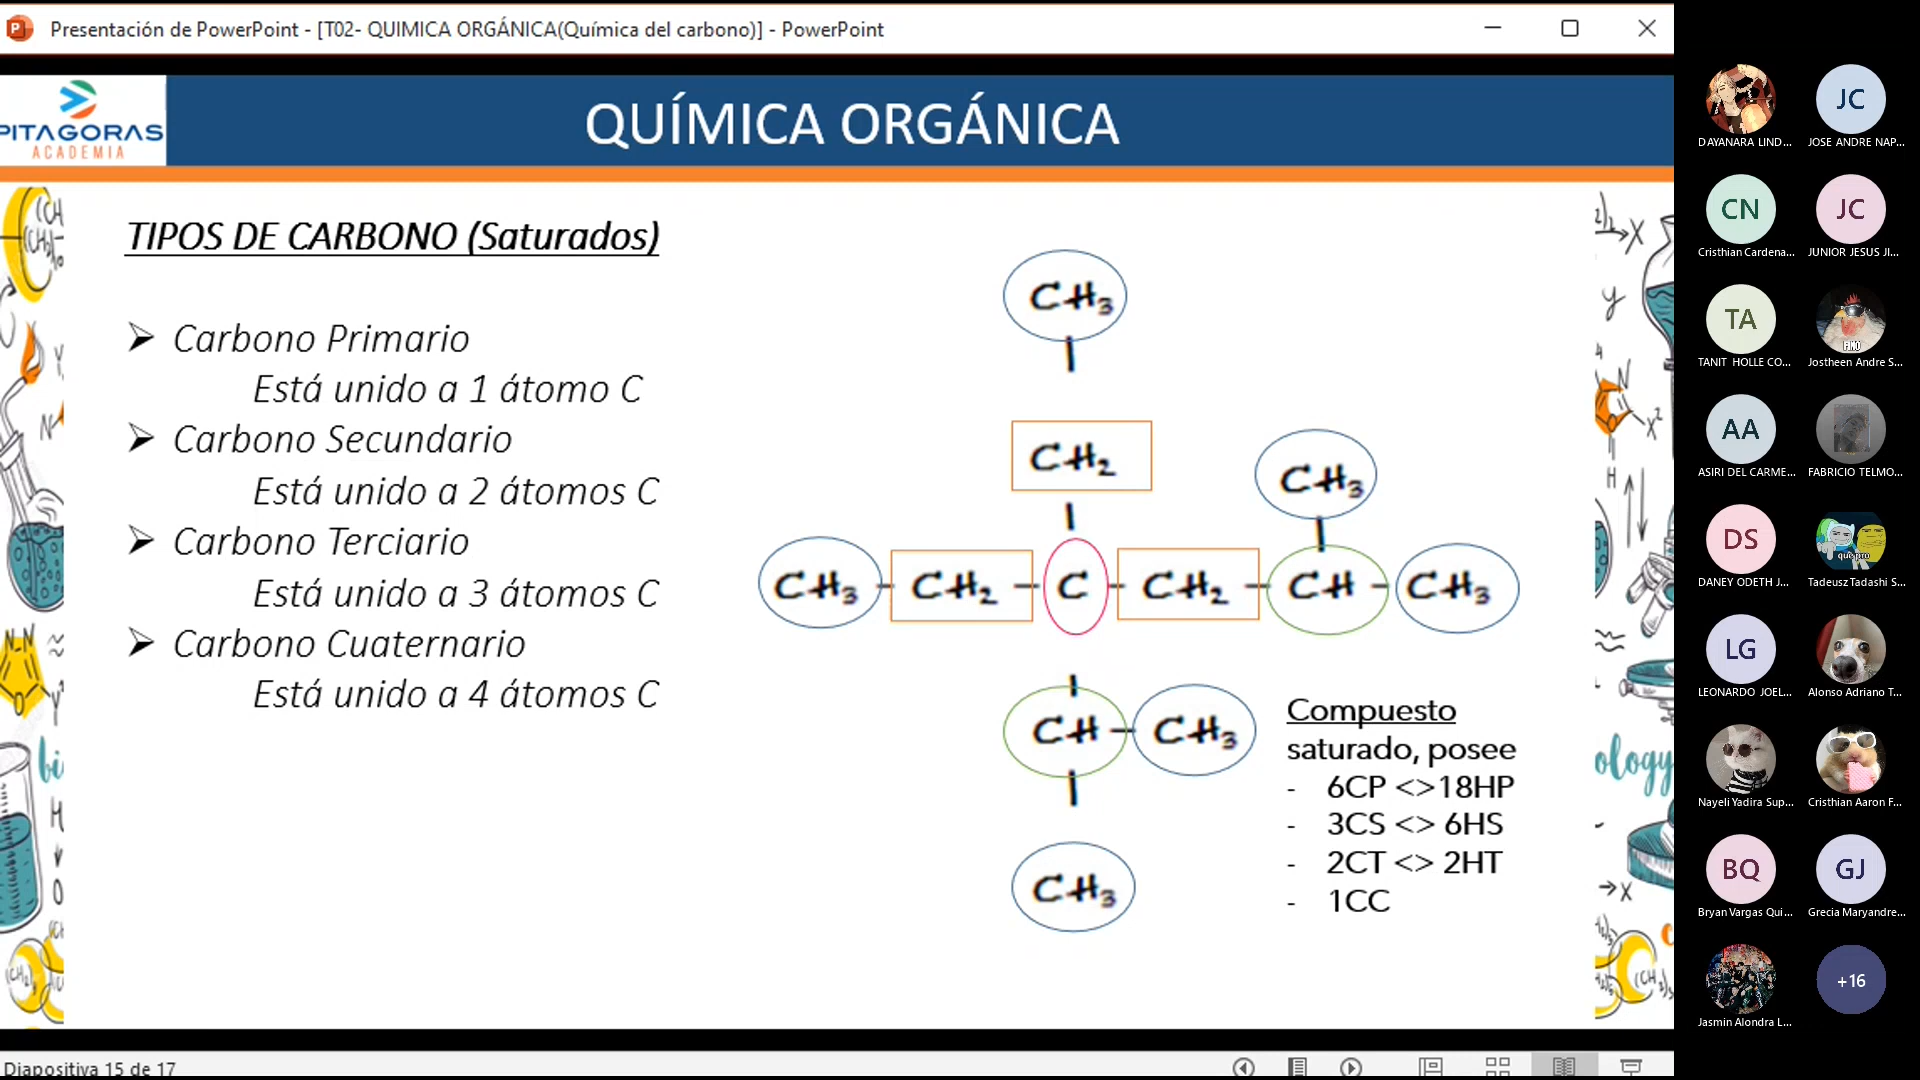 Presentación de PowerPoint - [T02- QUIMICA ORGÁNICA(Química del carbono)] - PowerPoint
PITAGORAS
ACADEMIA
QUÍMICA ORGÁNICA
TIPOS DE CARBONO (Saturados)
➢ Carbono Primario
Está unido a 1 átomo C
➢ Carbono Secundario
Está unido a 2 átomos C
➢ Carbono Terciario
Está unido a 3 átomos C
➢ Carbono Cuaternario
Está unido a 4 átomos C
CH₃
CH₂
CH₃
CH₃ - CH₂ - C - CH₂ - CH - CH₃
CH - CH₃
CH₃
Compuesto
saturado, posee
- 6CP <>18HP
- 3CS <> 6HS
- 2CT <> 2HT
- 1CC
ology
Diapositiva 15 de 17
DAYANARA LIND...
JC
JOSE ANDRE NAP...
CN
Cristhian Cardena...
JC
JUNIOR JESUS JI...
TA
TANIT HOLLE CO...
FINO
Jostheen Andre S...
AA
ASIRI DEL CARME...
FABRICIO TELMO...
DS
DANEY ODETH J...
que pro
Tadeusz Tadashi S...
LG
LEONARDO JOEL...
Alonso Adriano T...
Nayeli Yadira Sup...
Cristhian Aaron F...
BQ
Bryan Vargas Qui...
GJ
Grecia Maryandre...
Jasmin Alondra L...
+16